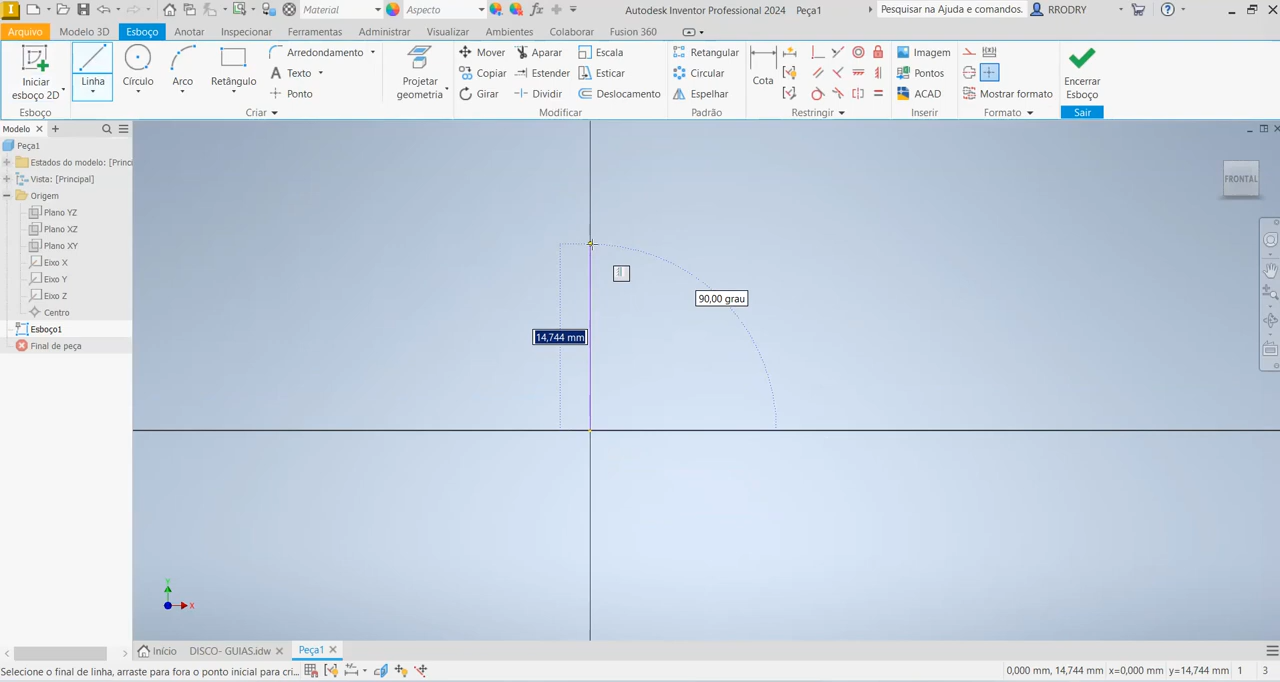 Material
Aspecto
Autodesk Inventor Professional 2024 Peça1
Pesquisar na Ajuda e comandos.
RRODRY
Arquivo
Modelo 3D
Esboço
Anotar
Inspecionar
Ferramentas
Administrar
Visualizar
Ambientes
Colaborar
Fusion 360
Iniciar
esboço 2D
Linha
Círculo
Arco
Retângulo
Arredondamento
Texto
Ponto
Projetar
geometria
Mover
Copiar
Girar
Aparar
Estender
Dividir
Escala
Esticar
Deslocamento
Retangular
Circular
Espelhar
Cota
Imagem
Pontos
ACAD
Mostrar formato
Encerrar
Esboço
Esboço
Criar
Modificar
Padrão
Restringir
Inserir
Formato
Sair
Modelo
Peça1
Estados do modelo: [Princ
Vista: [Principal]
Origem
Plano YZ
Plano XZ
Plano XY
Eixo X
Eixo Y
Eixo Z
Centro
Esboço1
Final de peça
FRONTAL
90,00 grau
14,744 mm
Y
X
Início
DISCO- GUIAS.idw
Peça1
Selecione o final de linha, arraste para fora o ponto inicial para cri...
0,000 mm, 14,744 mm x=0,000 mm y=14,744 mm 1 3